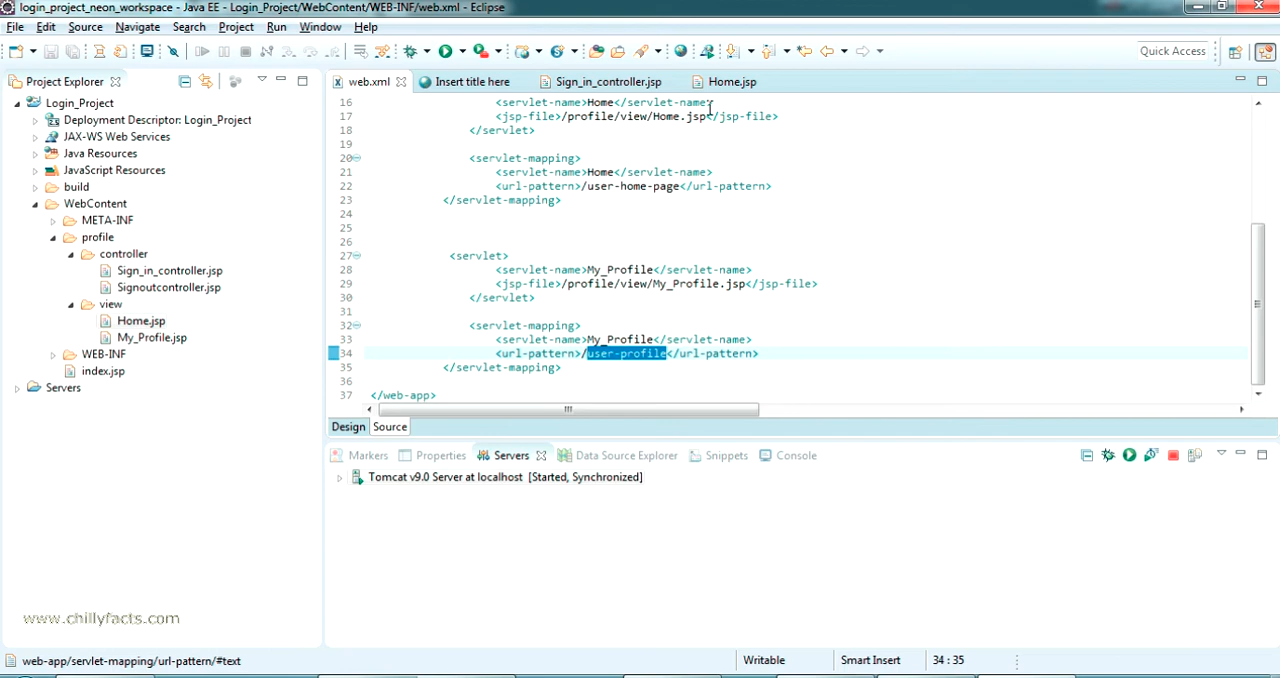 login_project_neon_workspace - Java EE - Login_Project/WebContent/WEB-INF/web.xml - Eclipse
File Edit Source Navigate Search Project Run Window Help
Quick Access
Project Explorer
web.xml Insert title here Sign_in_controller.jsp Home.jsp
Login_Project
Deployment Descriptor: Login_Project
JAX-WS Web Services
Java Resources
JavaScript Resources
build
WebContent
META-INF
profile
controller
Sign_in_controller.jsp
Signoutcontroller.jsp
view
Home.jsp
My_Profile.jsp
WEB-INF
index.jsp
Servers
16 <servlet-name>Home</servlet-name>
17 <jsp-file>/profile/view/Home.jsp</jsp-file>
18 </servlet>
19
20 <servlet-mapping>
21 <servlet-name>Home</servlet-name>
22 <url-pattern>/user-home-page</url-pattern>
23 </servlet-mapping>
24
25
26
27 <servlet>
28 <servlet-name>My_Profile</servlet-name>
29 <jsp-file>/profile/view/My_Profile.jsp</jsp-file>
30 </servlet>
31
32 <servlet-mapping>
33 <servlet-name>My_Profile</servlet-name>
34 <url-pattern>/user-profile</url-pattern>
35 </servlet-mapping>
36
37 </web-app>
Design Source
Markers Properties Servers Data Source Explorer Snippets Console
Tomcat v9.0 Server at localhost [Started, Synchronized]
www.chillyfacts.com
web-app/servlet-mapping/url-pattern/#text
Writable Smart Insert 34 : 35